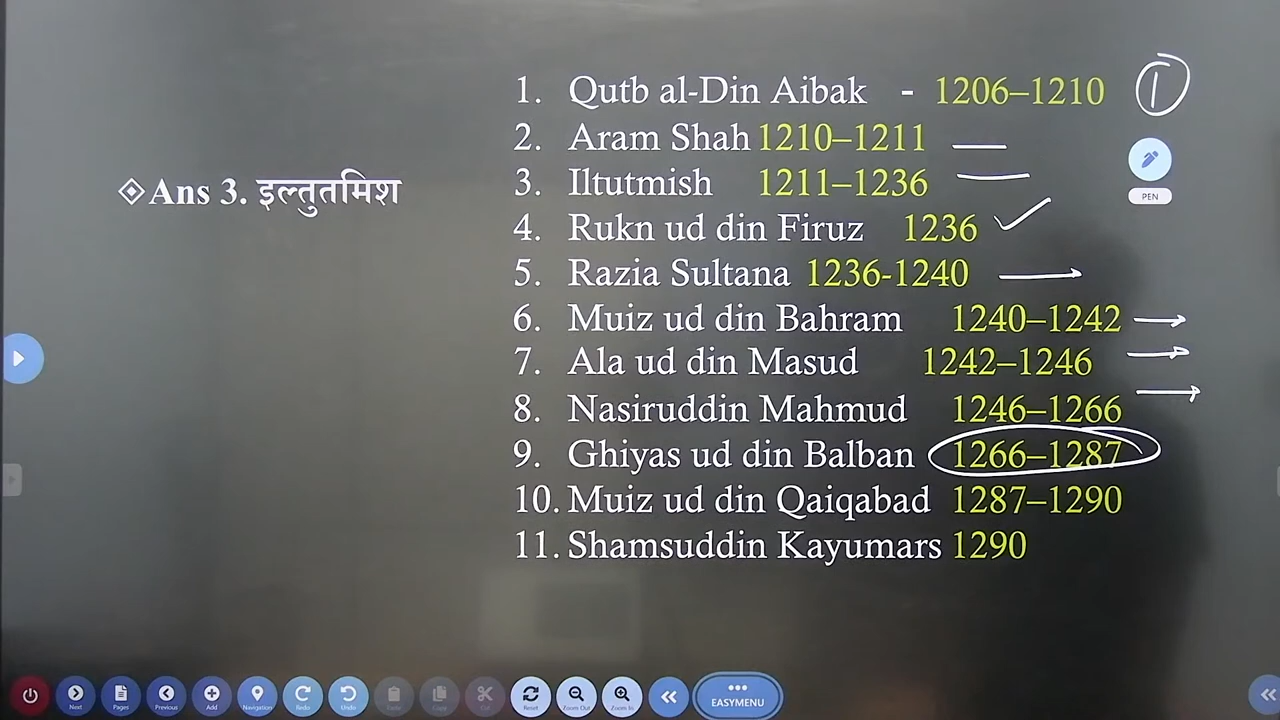 1. Qutb al-Din Aibak - 1206–1210 1
2. Aram Shah 1210–1211
Ans 3. इल्तुतमिश
3. Iltutmish 1211–1236
PEN
4. Rukn ud din Firuz 1236
5. Razia Sultana 1236-1240
6. Muiz ud din Bahram 1240–1242
7. Ala ud din Masud 1242–1246
8. Nasiruddin Mahmud 1246–1266
9. Ghiyas ud din Balban 1266–1287
10. Muiz ud din Qaiqabad 1287–1290
11. Shamsuddin Kayumars 1290
Next Pages Previous Add Navigation Redo Undo Paste Copy Cut Reset Zoom Out Zoom In EASYMENU